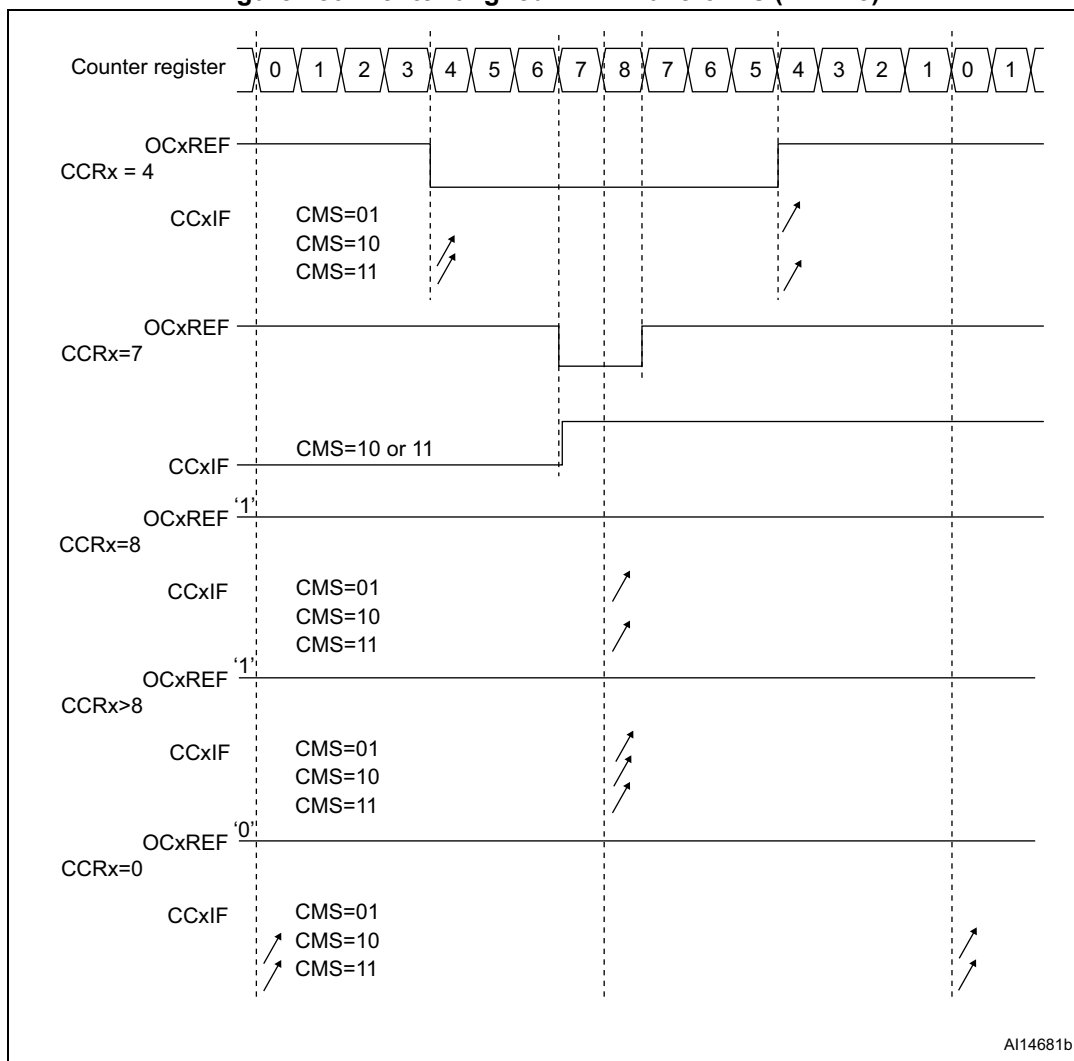 Counter register 0 1 2 3 4 5 6 7 8 7 6 5 4 3 2 1 0 1
OCxREF
CCRx = 4
CCxIF CMS=01
CMS=10
CMS=11
OCxREF
CCRx=7
CMS=10 or 11
CCxIF
OCxREF '1'
CCRx=8
CCxIF CMS=01
CMS=10
CMS=11
OCxREF '1'
CCRx>8
CCxIF CMS=01
CMS=10
CMS=11
OCxREF '0'
CCRx=0
CCxIF CMS=01
CMS=10
CMS=11
AI14681b